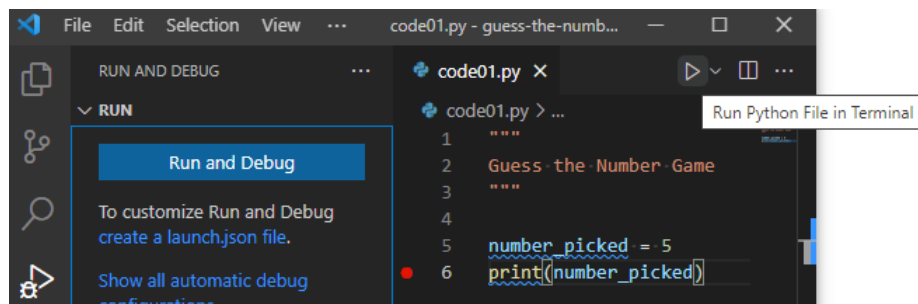 File Edit Selection View ··· code01.py - guess-the-numb...
RUN AND DEBUG ···
code01.py
RUN
code01.py > ...
Run Python File in Terminal
Run and Debug
To customize Run and Debug
create a launch.json file.
Show all automatic debug
configurations.
1 """
2 Guess·the·Number·Game
3 """
4
5 number_picked·=·5
6 print(number_picked)